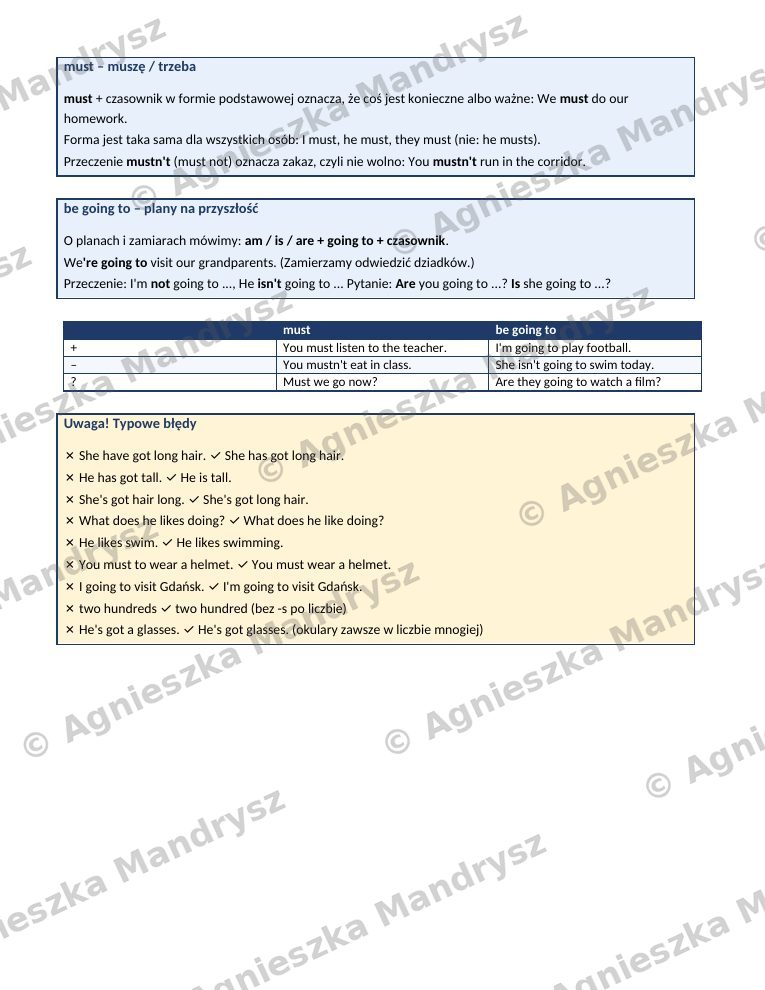 must – muszę / trzeba
must + czasownik w formie podstawowej oznacza, że coś jest konieczne albo ważne: We must do our
homework.
Forma jest taka sama dla wszystkich osób: I must, he must, they must (nie: he musts).
Przeczenie mustn't (must not) oznacza zakaz, czyli nie wolno: You mustn't run in the corridor.
be going to – plany na przyszłość
O planach i zamiarach mówimy: am / is / are + going to + czasownik.
We're going to visit our grandparents. (Zamierzamy odwiedzić dziadków.)
Przeczenie: I'm not going to ..., He isn't going to ... Pytanie: Are you going to ...? Is she going to ...?
must be going to
+ You must listen to the teacher. I'm going to play football.
– You mustn't eat in class. She isn't going to swim today.
? Must we go now? Are they going to watch a film?
Uwaga! Typowe błędy
✕ She have got long hair. ✓ She has got long hair.
✕ He has got tall. ✓ He is tall.
✕ She's got hair long. ✓ She's got long hair.
✕ What does he likes doing? ✓ What does he like doing?
✕ He likes swim. ✓ He likes swimming.
✕ You must to wear a helmet. ✓ You must wear a helmet.
✕ I going to visit Gdańsk. ✓ I'm going to visit Gdańsk.
✕ two hundreds ✓ two hundred (bez -s po liczbie)
✕ He's got a glasses. ✓ He's got glasses. (okulary zawsze w liczbie mnogiej)
© Agnieszka Mandrysz